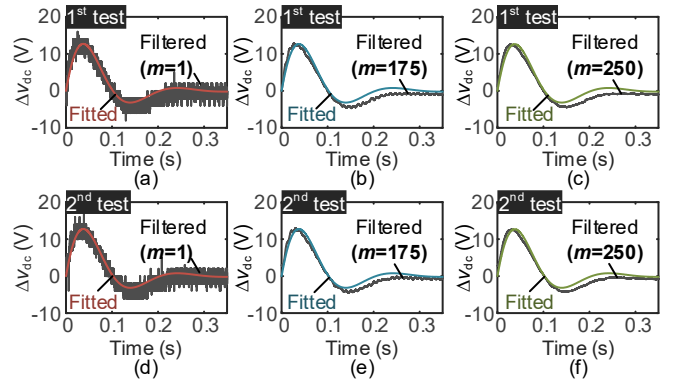 1st test
Filtered
(m=1)
Fitted
Δvdc (V)
20
10
0
-10
0 0.1 0.2 0.3
Time (s)
(a)
1st test
Filtered
(m=175)
Fitted
20
10
0
-10
0 0.1 0.2 0.3
Time (s)
(b)
1st test
Filtered
(m=250)
Fitted
Δvdc (V)
20
10
0
-10
0 0.1 0.2 0.3
Time (s)
(c)
2nd test
Filtered
(m=1)
Fitted
Δvdc (V)
20
10
0
-10
0 0.1 0.2 0.3
Time (s)
(d)
2nd test
Filtered
(m=175)
Fitted
Δvdc (V)
20
10
0
-10
0 0.1 0.2 0.3
Time (s)
(e)
2nd test
Filtered
(m=250)
Fitted
Δvdc (V)
20
10
0
-10
0 0.1 0.2 0.3
Time (s)
(f)